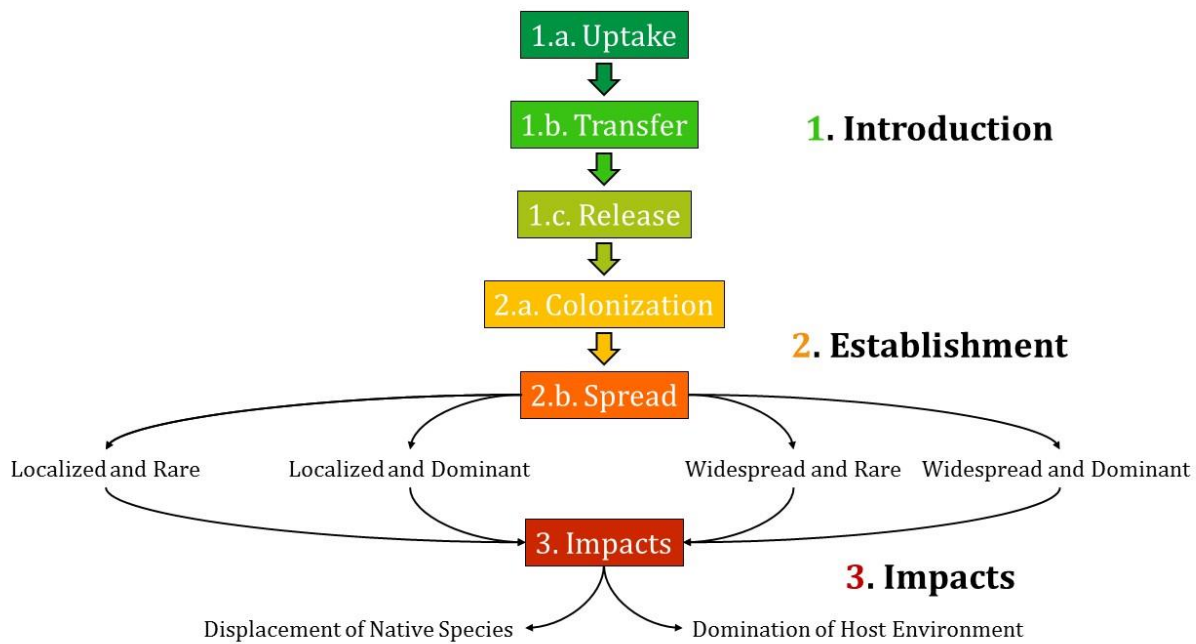 1.a. Uptake
1.b. Transfer
1. Introduction
1.c. Release
2.a. Colonization
2. Establishment
2.b. Spread
Localized and Rare
Localized and Dominant
Widespread and Rare
Widespread and Dominant
3. Impacts
3. Impacts
Displacement of Native Species
Domination of Host Environment